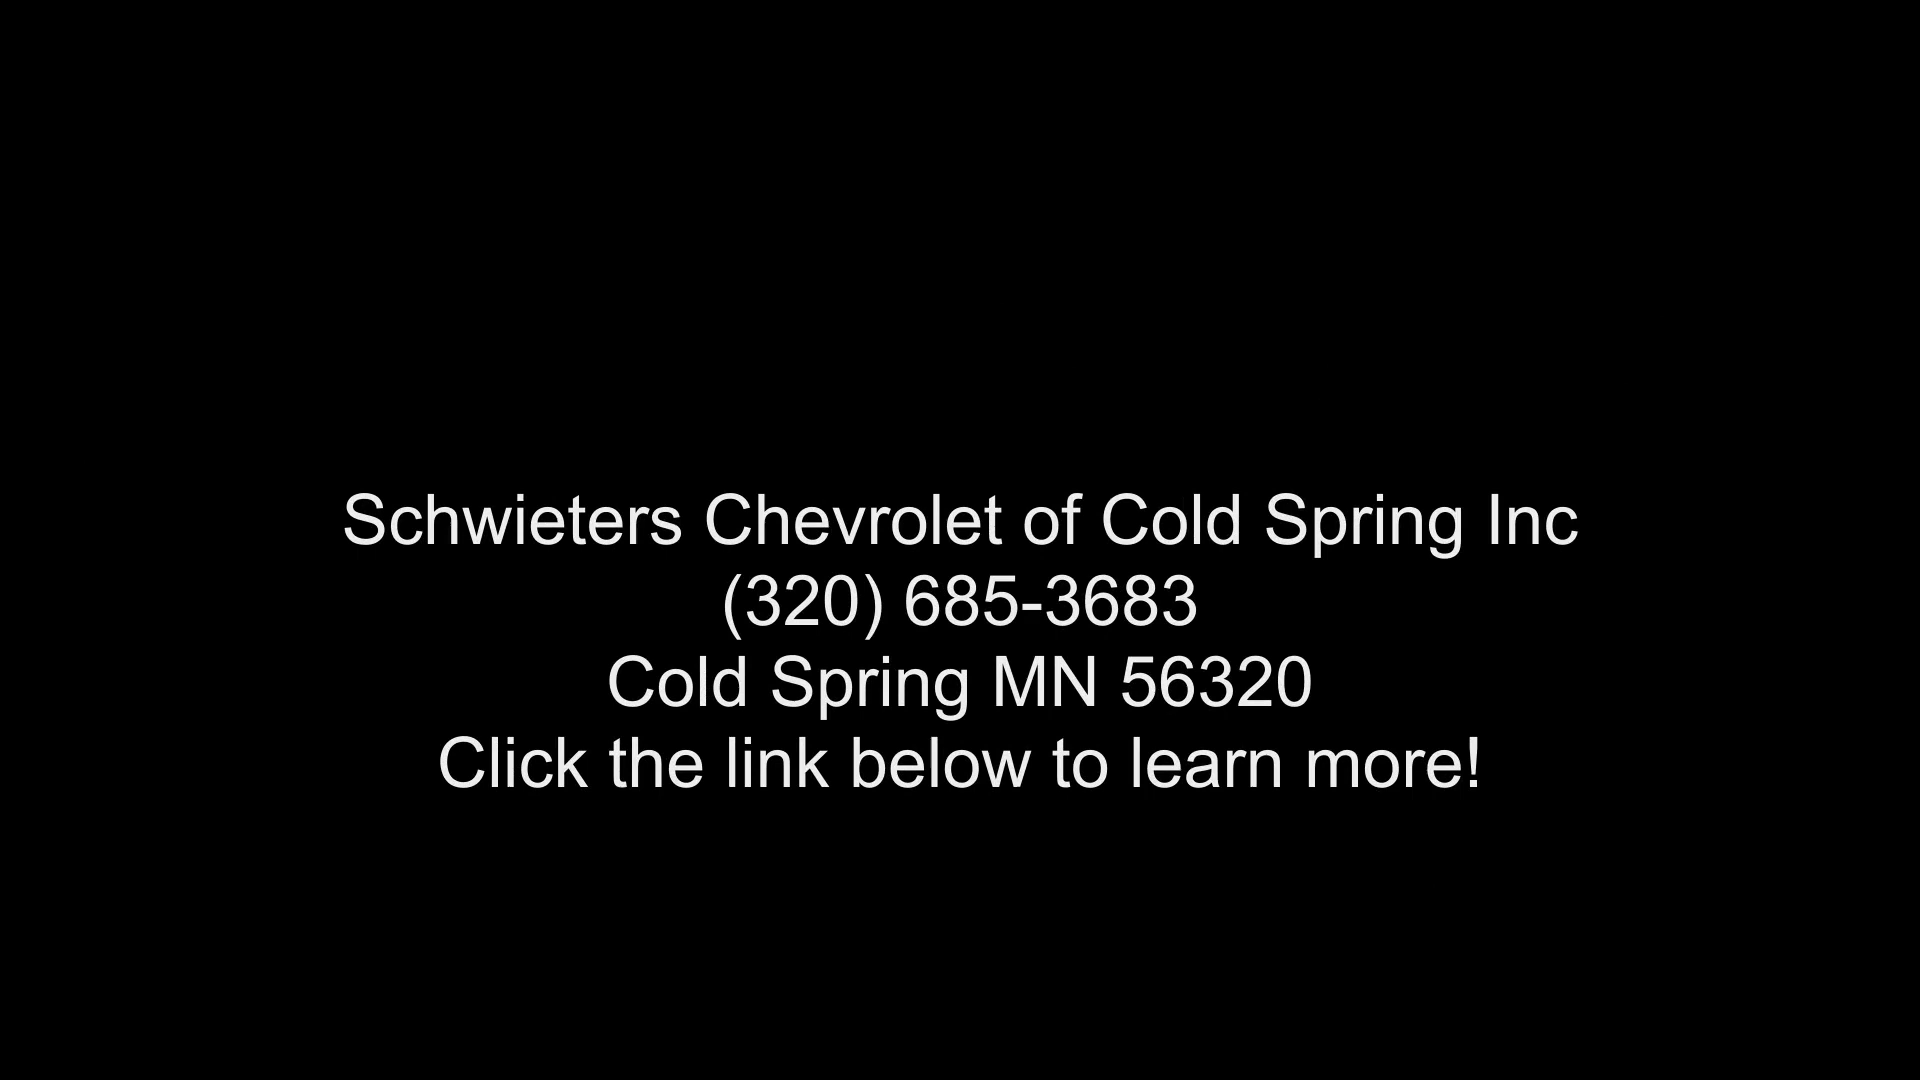 Schwieters Chevrolet of Cold Spring Inc
(320) 685-3683
Cold Spring MN 56320
Click the link below to learn more!